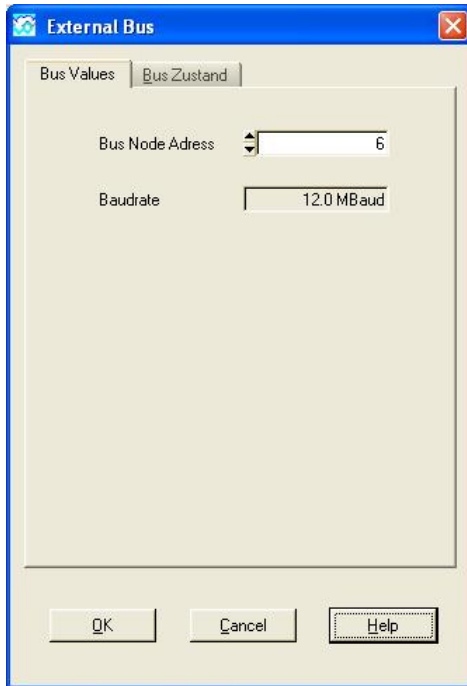 External Bus
Bus Values Bus Zustand
Bus Node Adress 6
Baudrate 12.0 MBaud
OK Cancel Help